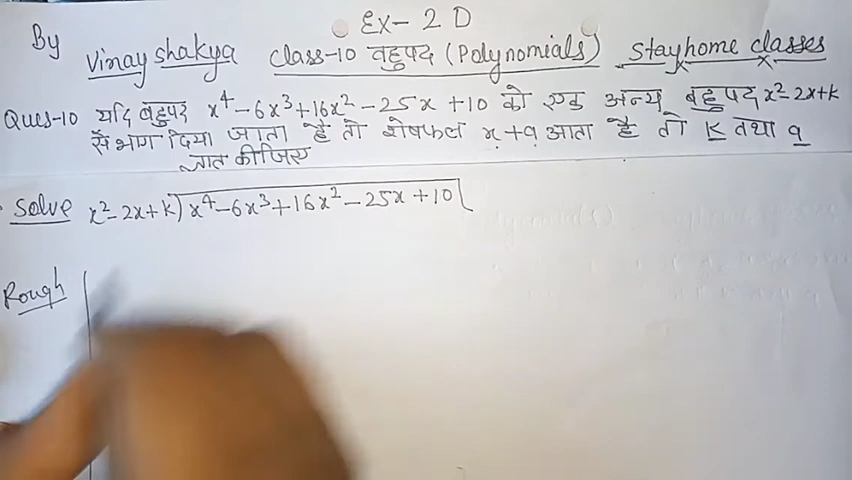 Ex- 2 D
By Vinay shakya Class-10 बहुपद (Polynomials) Stayhome classes
Ques-10 यदि बहुपद x⁴ - 6x³ + 16x² - 25x + 10 को एक अन्य बहुपद x² - 2x + k
से भाग दिया जाता है तो शेषफल x + a आता है तो K तथा a
ज्ञात कीजिए
Solve x² - 2x + k) x⁴ - 6x³ + 16x² - 25x + 10 (
Rough